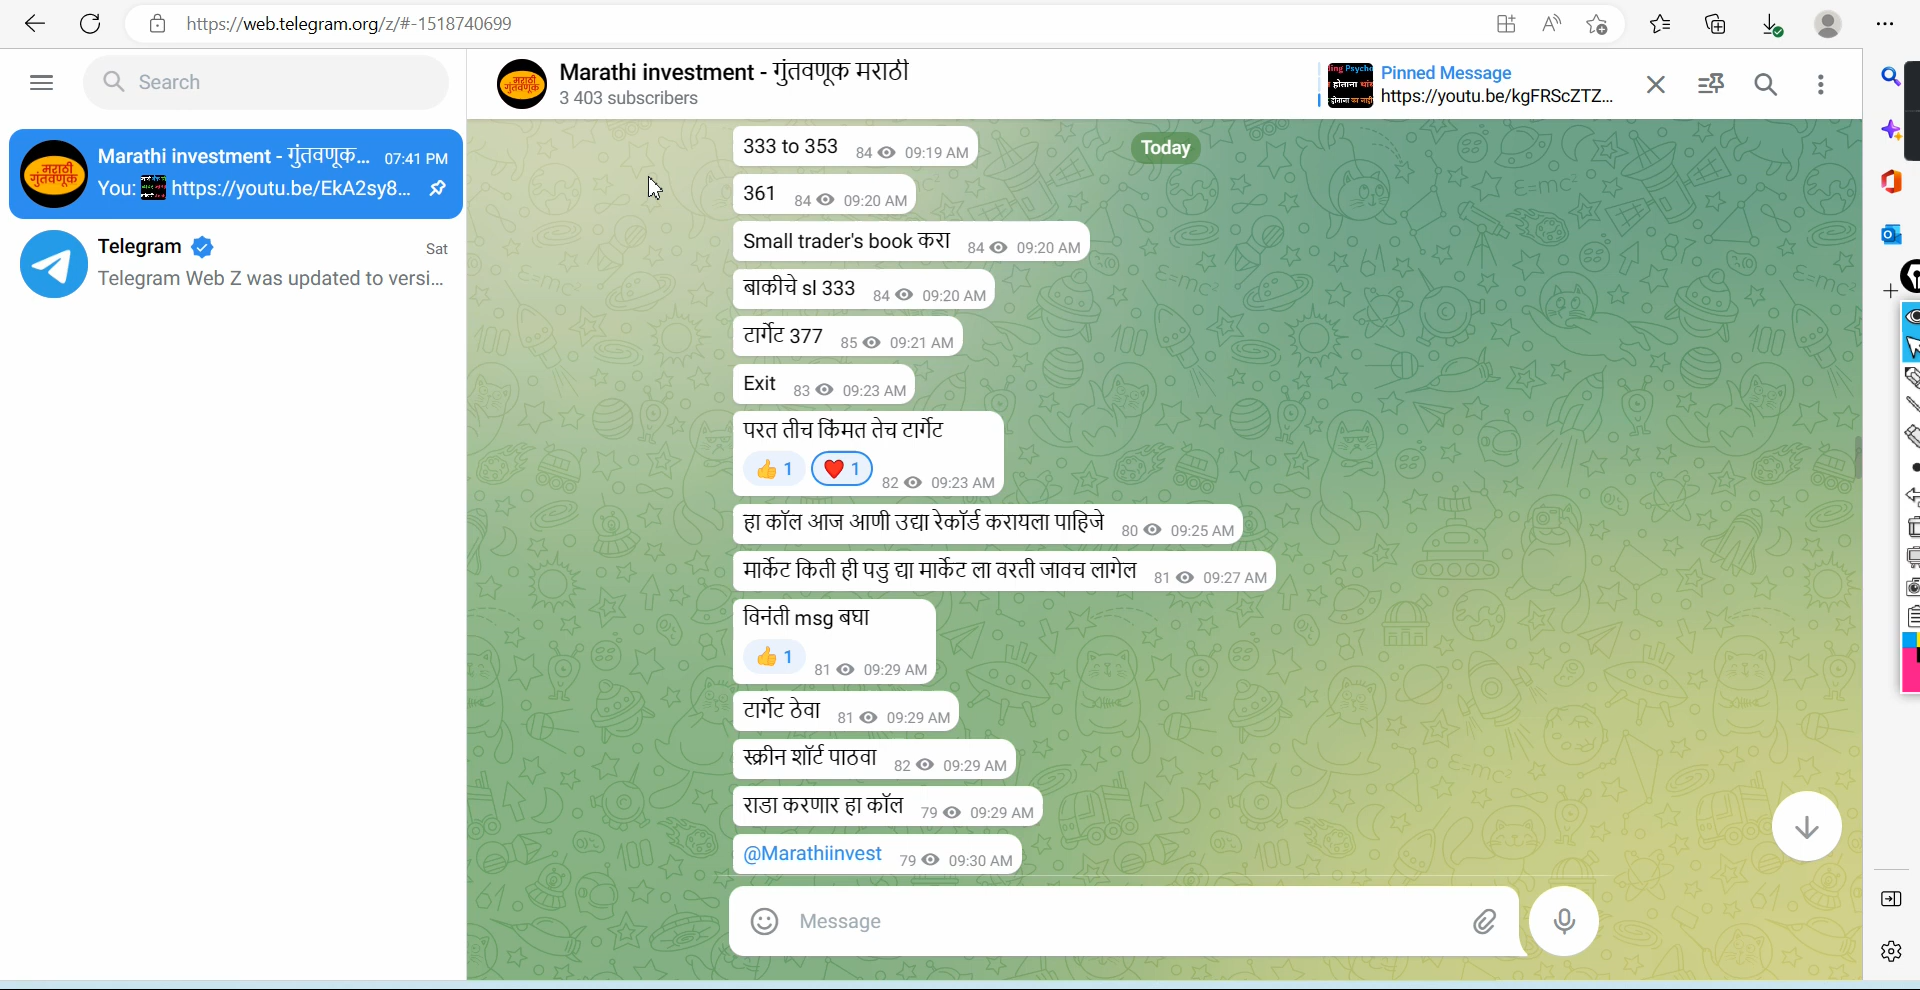 https://web.telegram.org/z/#-1518740699
Search
मराठी
गुंतवणूक
Marathi investment - गुंतवणूक... 07:41 PM
You: https://youtu.be/EkA2sy8...
Telegram Sat
Telegram Web Z was updated to versi...
मराठी
गुंतवणूक
Marathi investment - गुंतवणूक मराठी
3 403 subscribers
Pinned Message
https://youtu.be/kgFRScZTZ...
Today
333 to 353 84 09:19 AM
361 84 09:20 AM
Small trader's book करा 84 09:20 AM
बाकीचे sl 333 84 09:20 AM
टार्गेट 377 85 09:21 AM
Exit 83 09:23 AM
परत तीच किंमत तेच टार्गेट
1 1 82 09:23 AM
हा कॉल आज आणी उद्या रेकॉर्ड करायला पाहिजे 80 09:25 AM
मार्केट किती ही पडु द्या मार्केट ला वरती जावच लागेल 81 09:27 AM
विनंती msg बघा
1 81 09:29 AM
टार्गेट ठेवा 81 09:29 AM
स्क्रीन शॉर्ट पाठवा 82 09:29 AM
राडा करणार हा कॉल 79 09:29 AM
@Marathiinvest 79 09:30 AM
Message